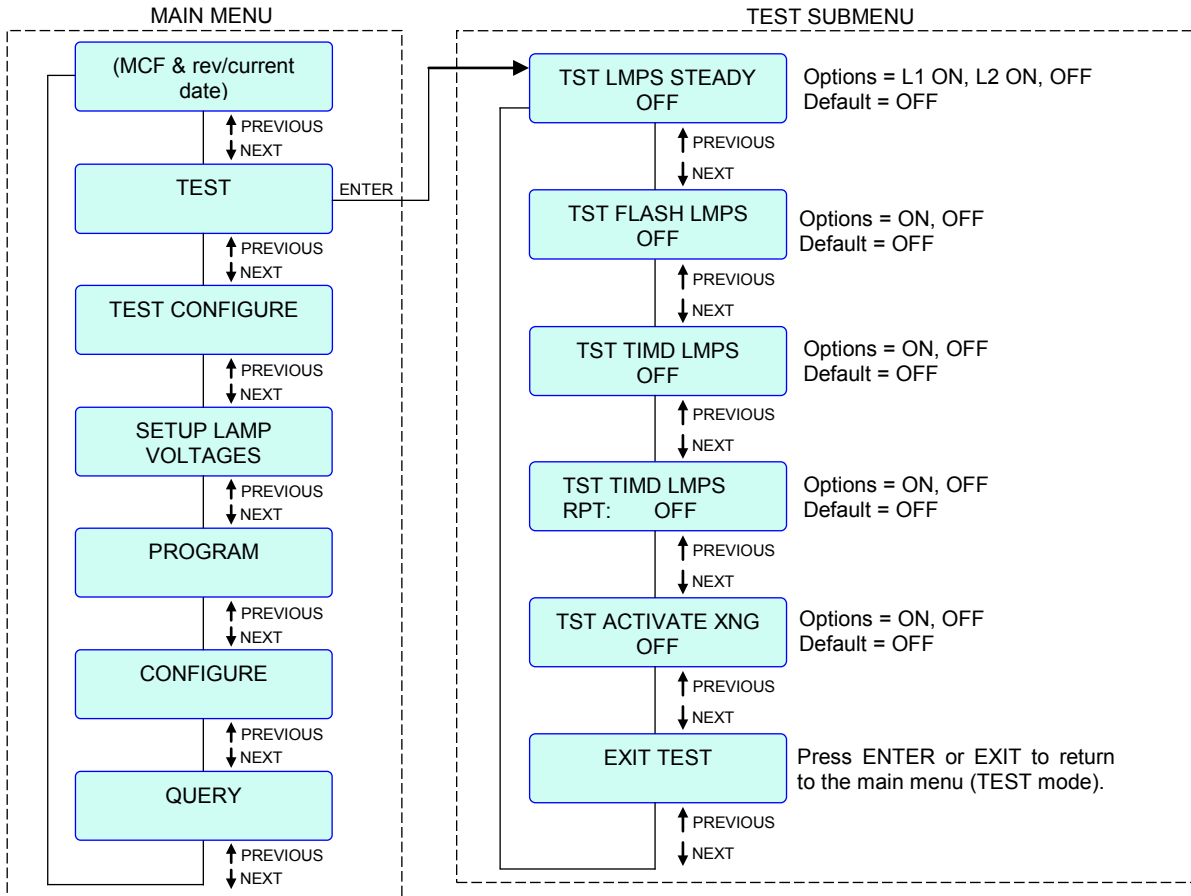 MAIN MENU
(MCF & rev/current
date)
PREVIOUS
NEXT
TEST
ENTER
PREVIOUS
NEXT
TEST CONFIGURE
PREVIOUS
NEXT
SETUP LAMP
VOLTAGES
PREVIOUS
NEXT
PROGRAM
PREVIOUS
NEXT
CONFIGURE
PREVIOUS
NEXT
QUERY
PREVIOUS
NEXT
TEST SUBMENU
TST LMPS STEADY
OFF
Options = L1 ON, L2 ON, OFF
Default = OFF
PREVIOUS
NEXT
TST FLASH LMPS
OFF
Options = ON, OFF
Default = OFF
PREVIOUS
NEXT
TST TIMD LMPS
OFF
Options = ON, OFF
Default = OFF
PREVIOUS
NEXT
TST TIMD LMPS
RPT: OFF
Options = ON, OFF
Default = OFF
PREVIOUS
NEXT
TST ACTIVATE XNG
OFF
Options = ON, OFF
Default = OFF
PREVIOUS
NEXT
EXIT TEST
Press ENTER or EXIT to return
to the main menu (TEST mode).
PREVIOUS
NEXT